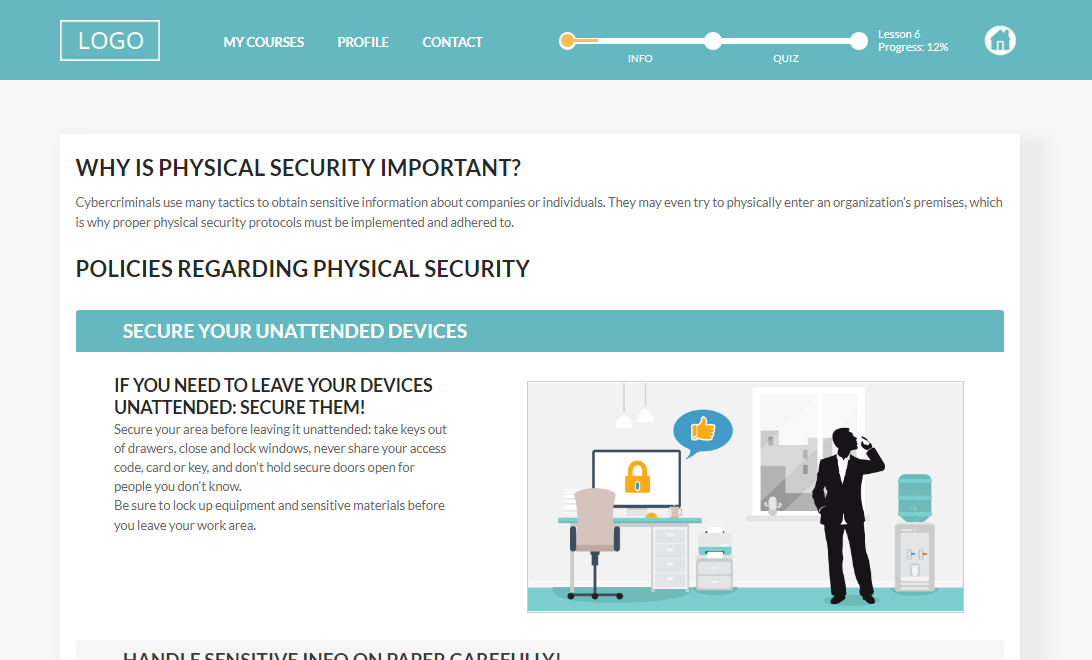 LOGO
MY COURSES
PROFILE
CONTACT
INFO
QUIZ
Lesson 6
Progress: 12%
WHY IS PHYSICAL SECURITY IMPORTANT?
Cybercriminals use many tactics to obtain sensitive information about companies or individuals. They may even try to physically enter an organization's premises, which
is why proper physical security protocols must be implemented and adhered to.
POLICIES REGARDING PHYSICAL SECURITY
SECURE YOUR UNATTENDED DEVICES
IF YOU NEED TO LEAVE YOUR DEVICES
UNATTENDED: SECURE THEM!
Secure your area before leaving it unattended: take keys out
of drawers, close and lock windows, never share your access
code, card or key, and don't hold secure doors open for
people you don't know.
Be sure to lock up equipment and sensitive materials before
you leave your work area.
HANDLE SENSITIVE INFO ON PAPER CAREFULLY!